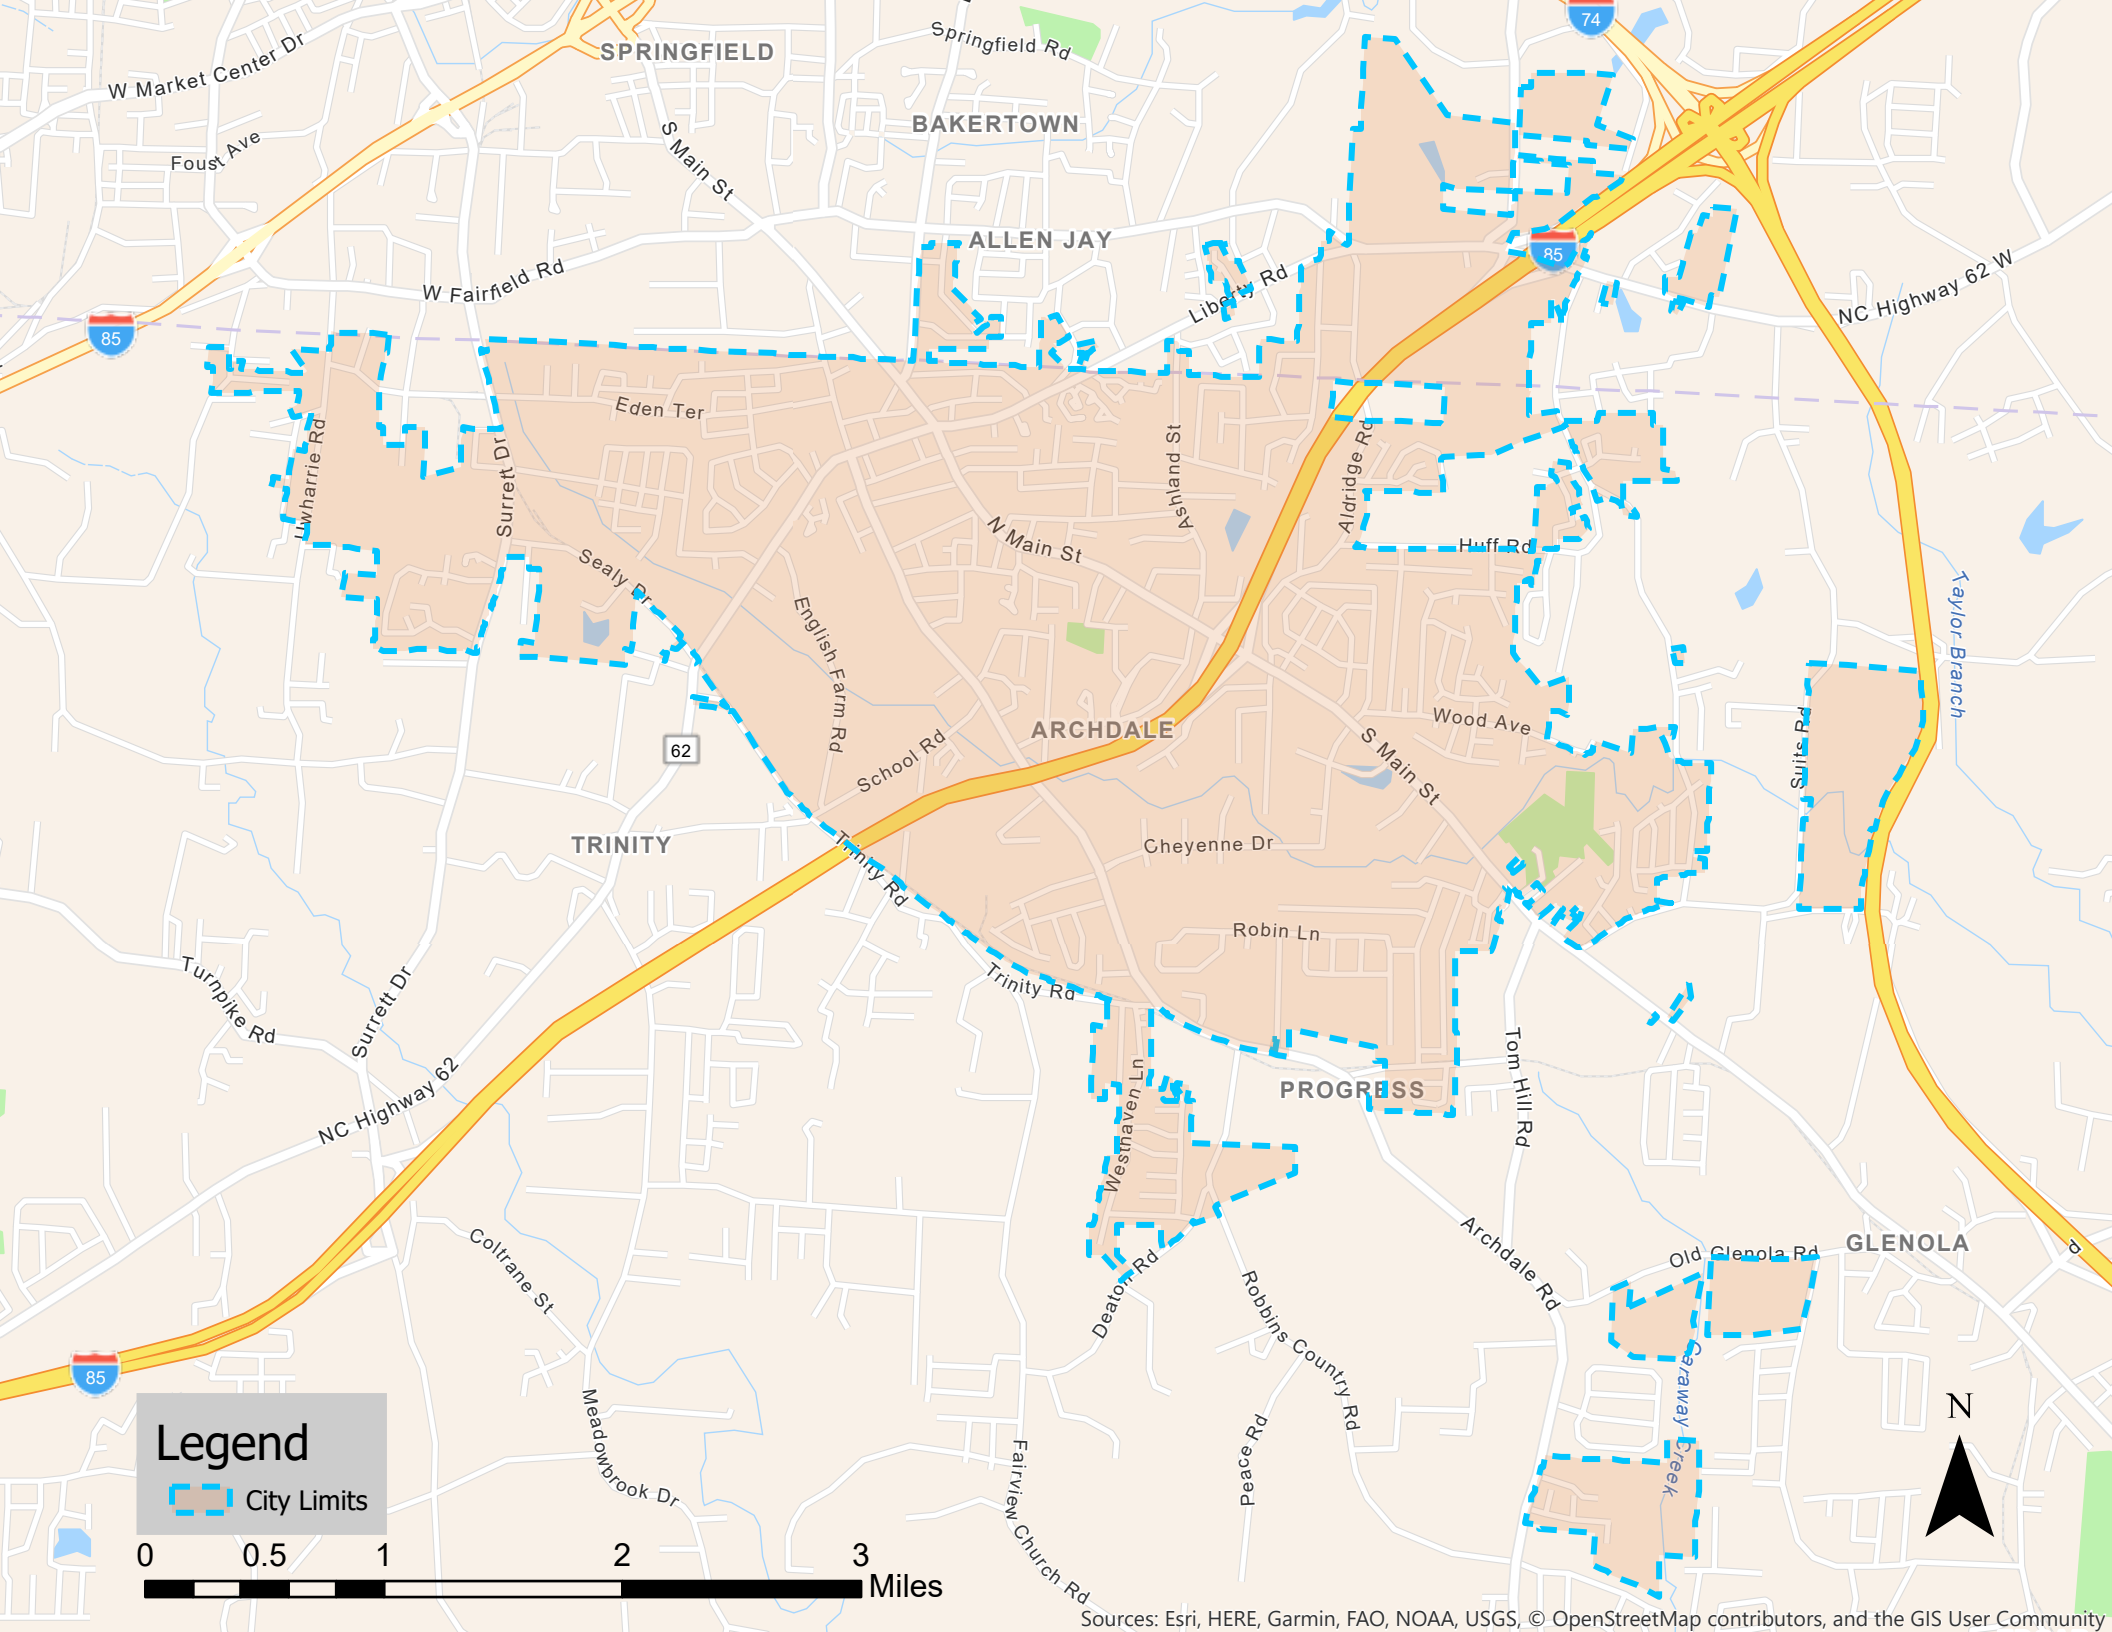 74
SPRINGFIELD
Springfield Rd
W Market Center Dr
BAKERTOWN
Foust Ave
S Main St
ALLEN JAY
85
W Fairfield Rd
Liberty Rd
NC Highway 62 W
85
Eden Ter
Uwharrie Rd
Surrett Dr
Ashland St
Aldridge Rd
N Main St
Huff Rd
Sealy Dr
Taylor Branch
English Farm Rd
Wood Ave
ARCHDALE
62
School Rd
S Main St
Suits Rd
TRINITY
Cheyenne Dr
Trinity Rd
Robin Ln
Turnpike Rd
Surrett Dr
Trinity Rd
Tom Hill Rd
NC Highway 62
Westhaven Ln
PROGRESS
Coltrane St
Archdale Rd
Old Glenola Rd
GLENOLA
d
Deaton Rd
Robbins Country Rd
85
Caraway Creek
Meadowbrook Dr
Peace Rd
Fairview Church Rd
N
Legend
City Limits
0 0.5 1 2 3
Miles
Sources: Esri, HERE, Garmin, FAO, NOAA, USGS, © OpenStreetMap contributors, and the GIS User Community